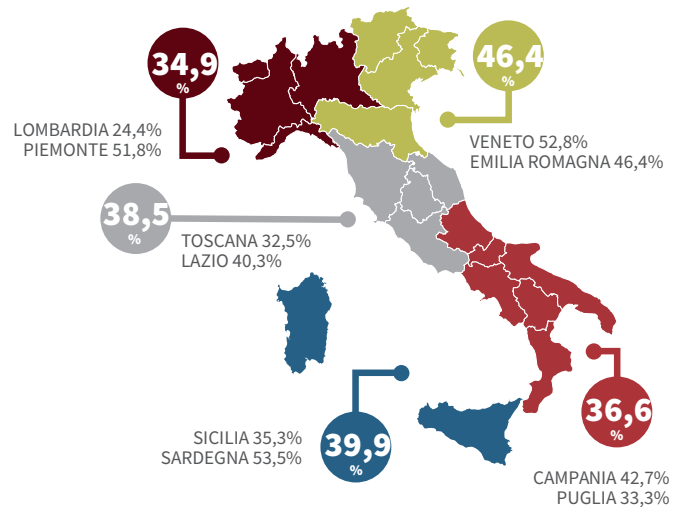 34,9
%
LOMBARDIA 24,4%
PIEMONTE 51,8%
46,4
%
VENETO 52,8%
EMILIA ROMAGNA 46,4%
38,5
%
TOSCANA 32,5%
LAZIO 40,3%
SICILIA 35,3%
SARDEGNA 53,5%
39,9
%
36,6
%
CAMPANIA 42,7%
PUGLIA 33,3%